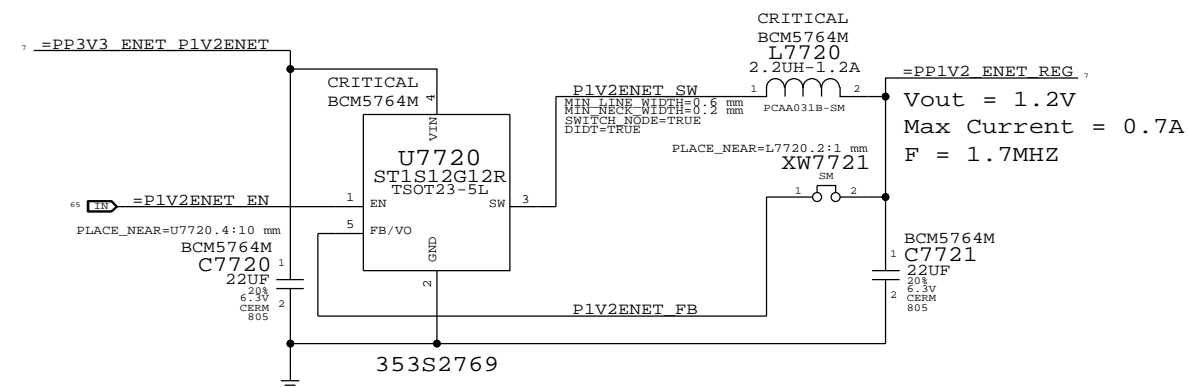 7 =PP3V3_ENET_P1V2ENET
CRITICAL
BCM5764M
4
VIN
U7720
ST1S12G12R
TSOT23-5L
65 IN =P1V2ENET_EN
1 EN
SW 3
5 FB/VO
GND
2
353S2769
PLACE_NEAR=U7720.4:10 mm
BCM5764M
C7720 1
22UF
20%
6.3V
CERM 2
805
P1V2ENET_SW
MIN_LINE_WIDTH=0.6 mm
MIN_NECK_WIDTH=0.2 mm
SWITCH_NODE=TRUE
DIDT=TRUE
CRITICAL
BCM5764M
L7720
2.2UH-1.2A
1 2
PCAA031B-SM
=PP1V2_ENET_REG 7
Vout = 1.2V
Max Current = 0.7A
F = 1.7MHZ
PLACE_NEAR=L7720.2:1 mm
XW7721
SM
1 2
P1V2ENET_FB
BCM5764M
1 C7721
22UF
20%
6.3V
2 CERM
805